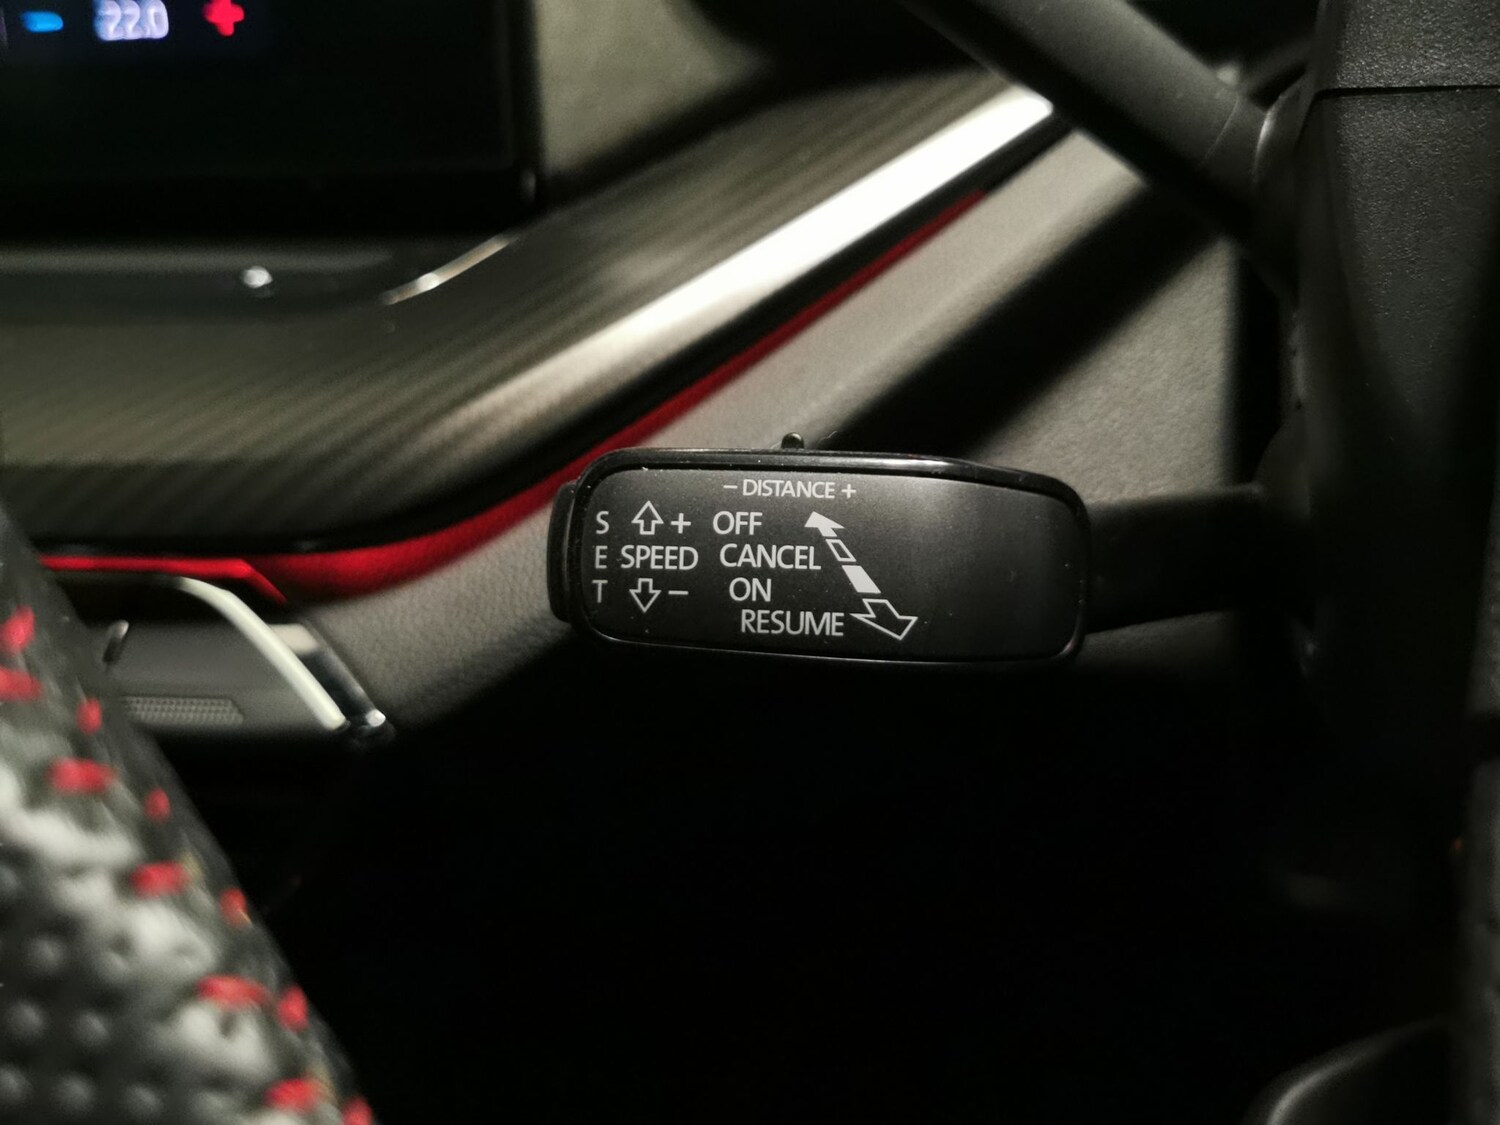 22.0
− DISTANCE +
S + OFF
E SPEED CANCEL
T − ON
RESUME